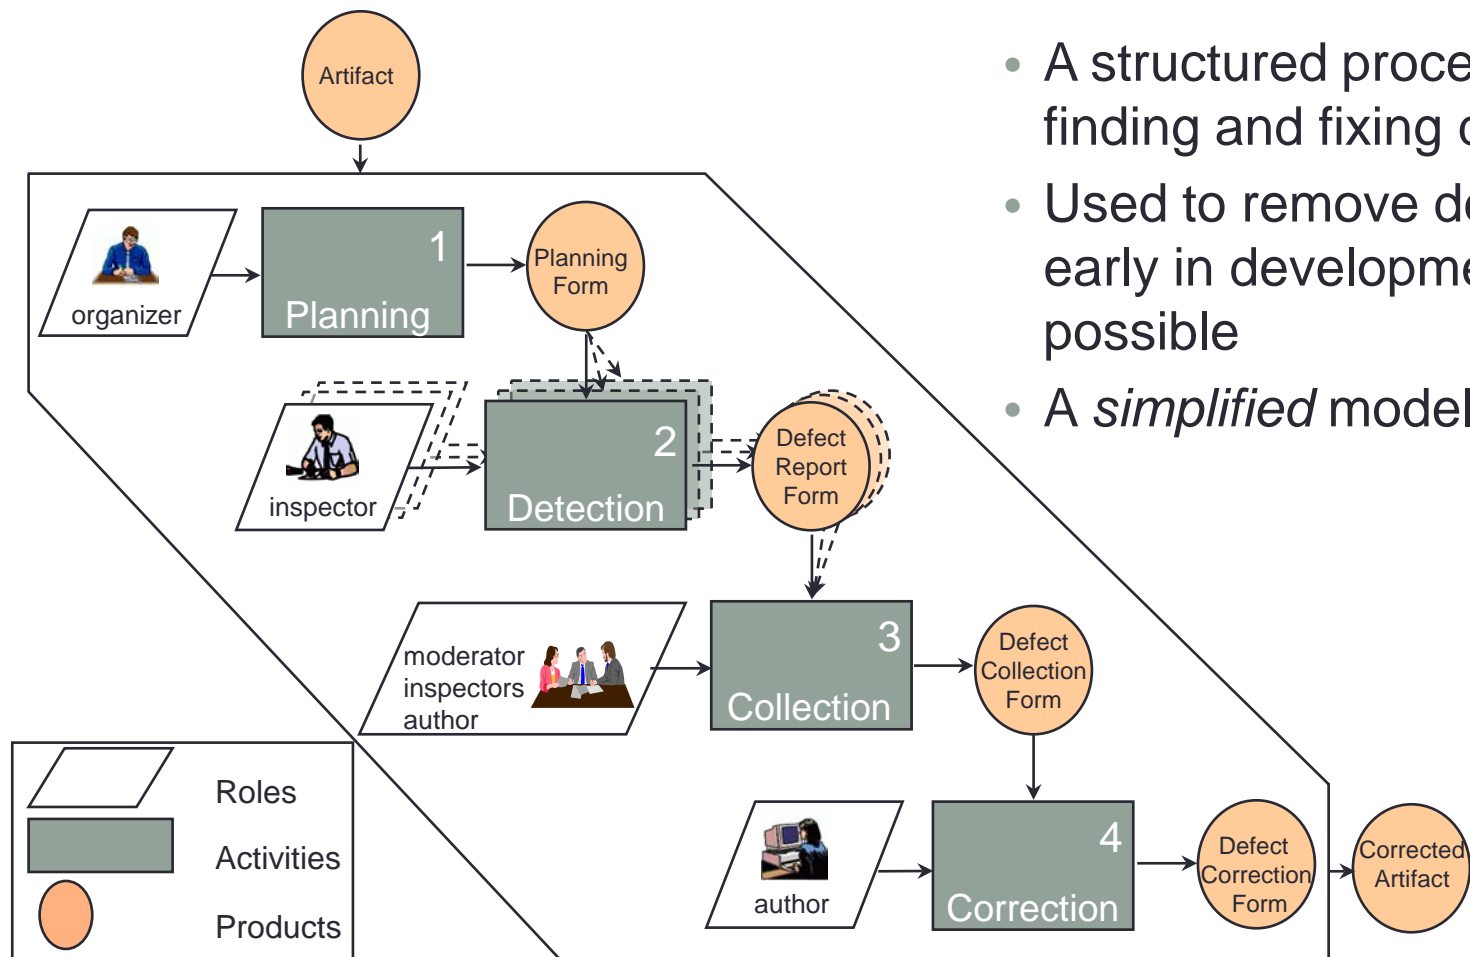 Artifact
• A structured proce
finding and fixing
• Used to remove
early in developme
possible
• A simplified model
1
Planning
organizer
Planning
Form
2
Detection
inspector
Defect
Report
Form
3
Collection
moderator
inspectors
author
Defect
Collection
Form
4
Correction
author
Defect
Correction
Form
Corrected
Artifact
Roles
Activities
Products